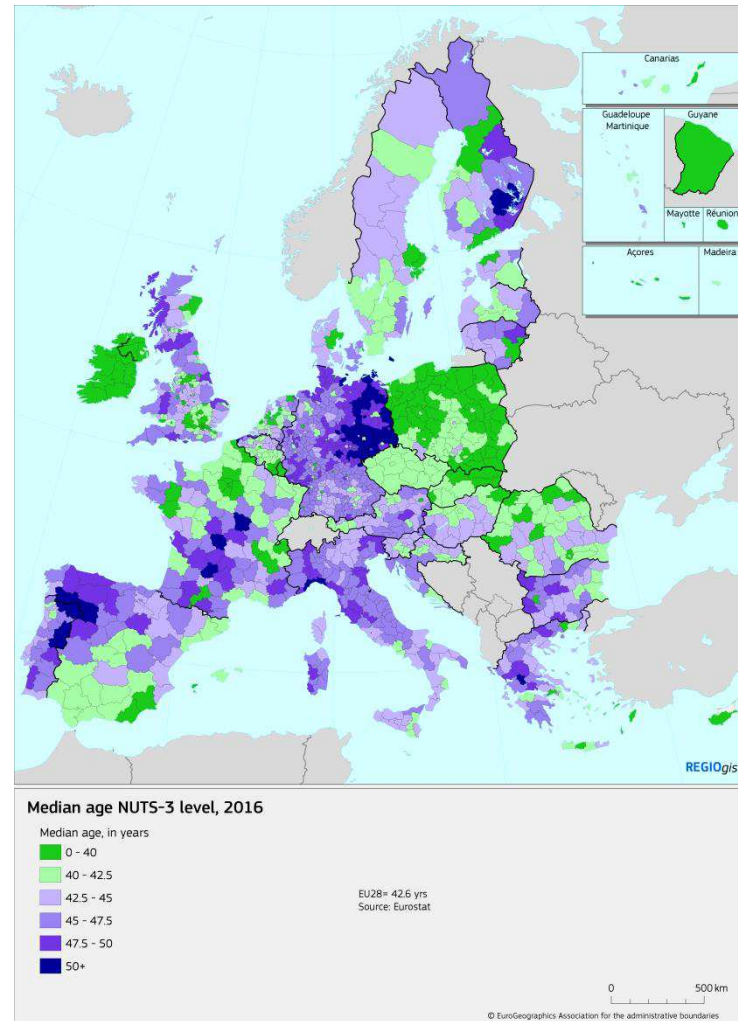 Canarias
Guadeloupe
Martinique
Guyane
Mayotte
Réunion
Açores
Madeira
REGIOgis
Median age NUTS-3 level, 2016
Median age, in years
0 - 40
40 - 42.5
42.5 - 45
45 - 47.5
47.5 - 50
50+
EU28= 42.6 yrs
Source: Eurostat
0 500 km
© EuroGeographics Association for the administrative boundaries